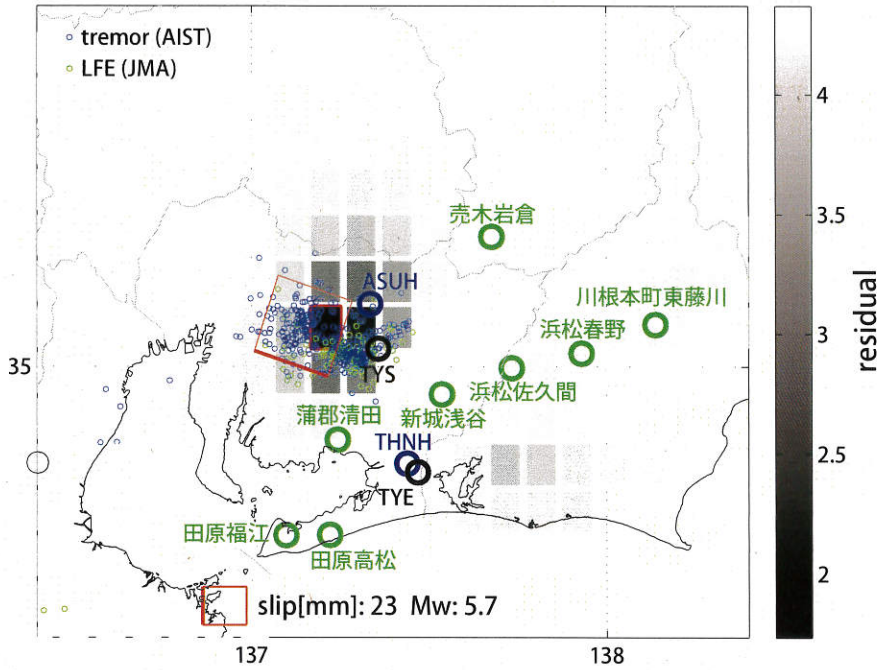 tremor (AIST)
LFE (JMA)
4
売木岩倉
3.5
ASUH
川根本町東藤川
浜松春野
3
residual
35
TYS
浜松佐久間
新城浅谷
蒲郡清田
THNH
2.5
TYE
田原福江
田原高松
2
slip[mm]: 23 Mw: 5.7
137
138